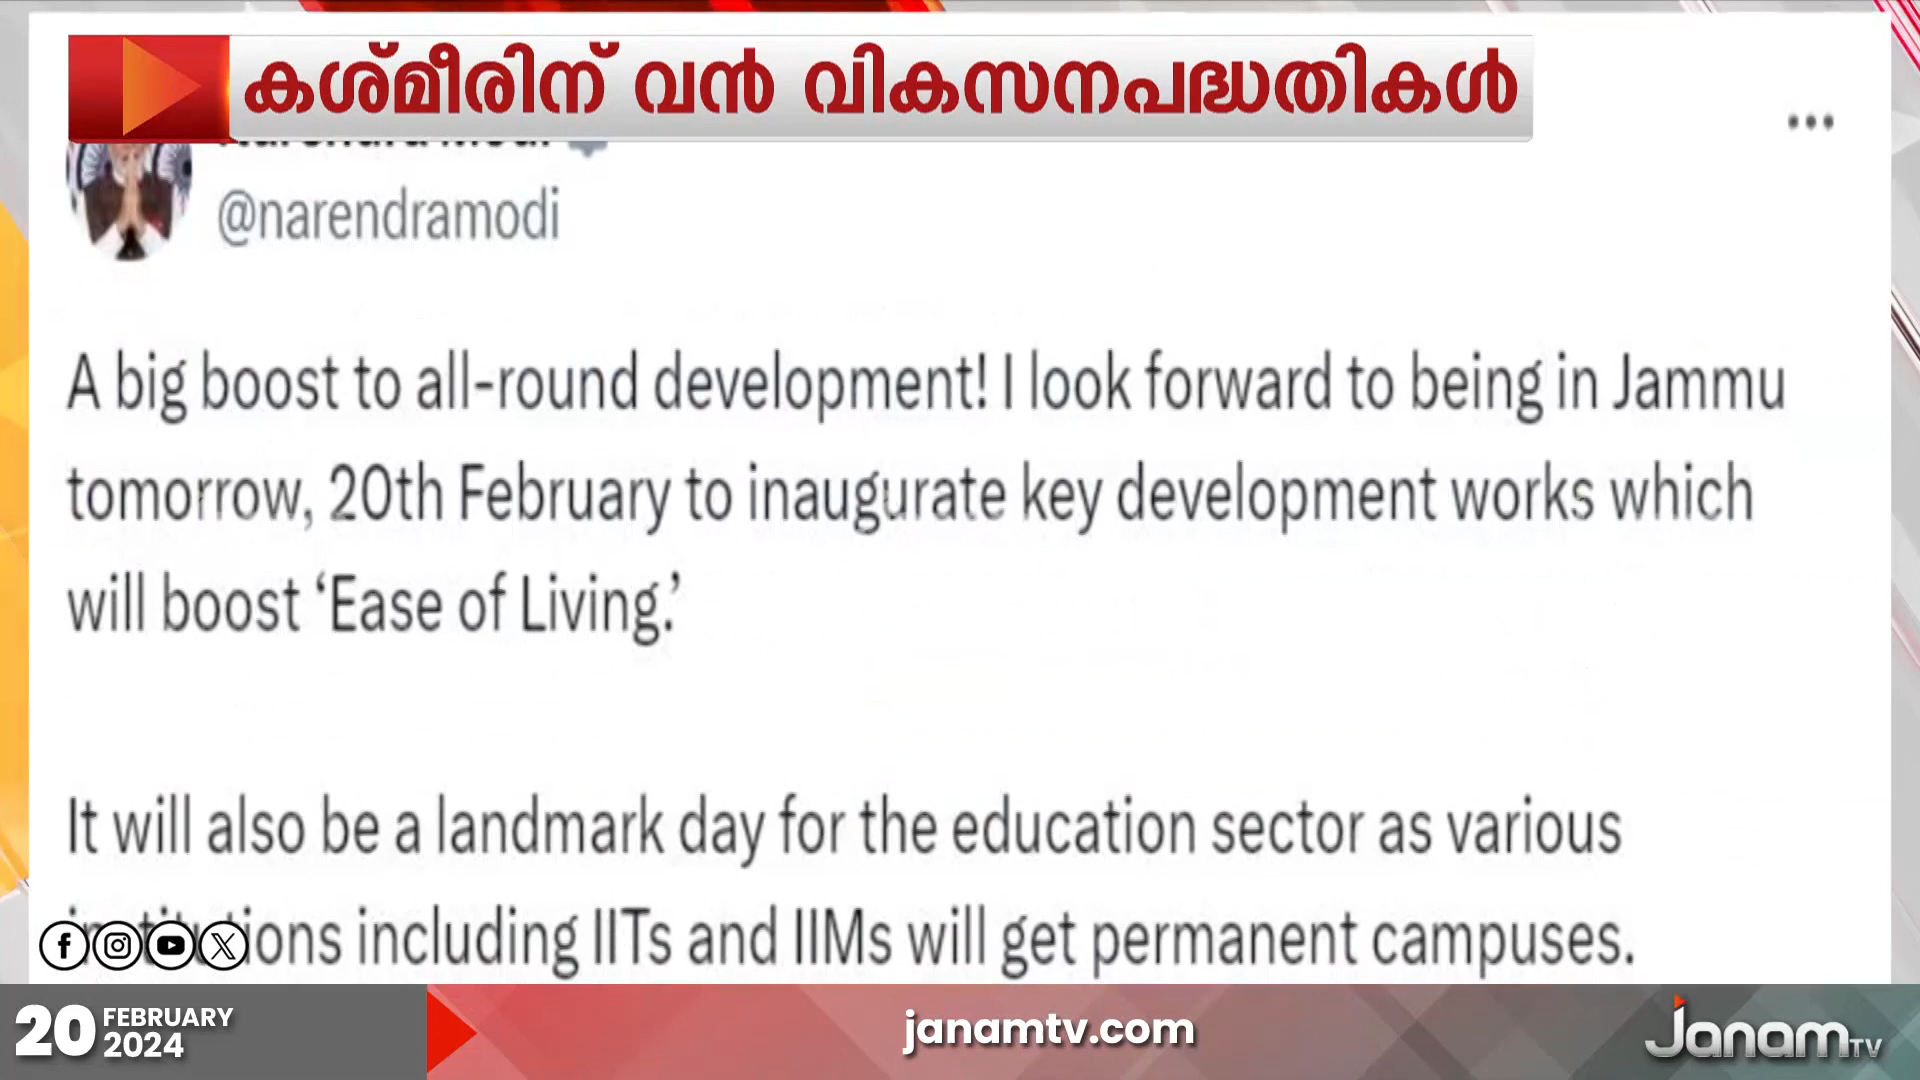 കശ്മീരിന് വൻ വികസനപദ്ധതികൾ
@narendramodi
A big boost to all-round development! I look forward to being in Jammu
tomorrow, 20th February to inaugurate key development works which
will boost ‘Ease of Living.’
It will also be a landmark day for the education sector as various
including IITs and IIMs will get permanent campuses.
20 FEBRUARY 2024
janamtv.com
Janam TV